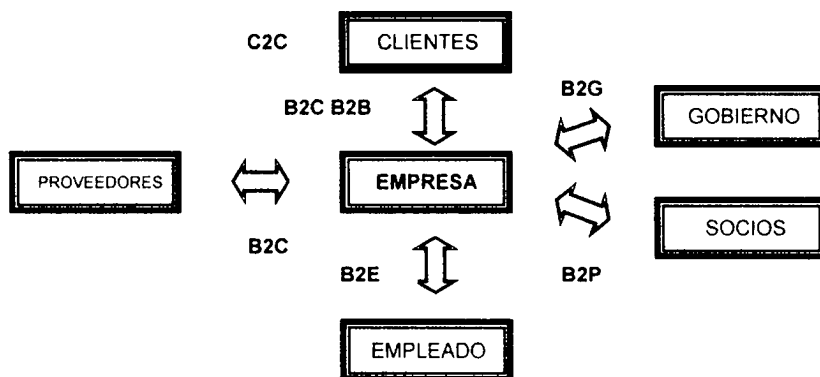 C2C
CLIENTES
B2C B2B
B2G
GOBIERNO
PROVEEDORES
EMPRESA
B2C
SOCIOS
B2E
B2P
EMPLEADO